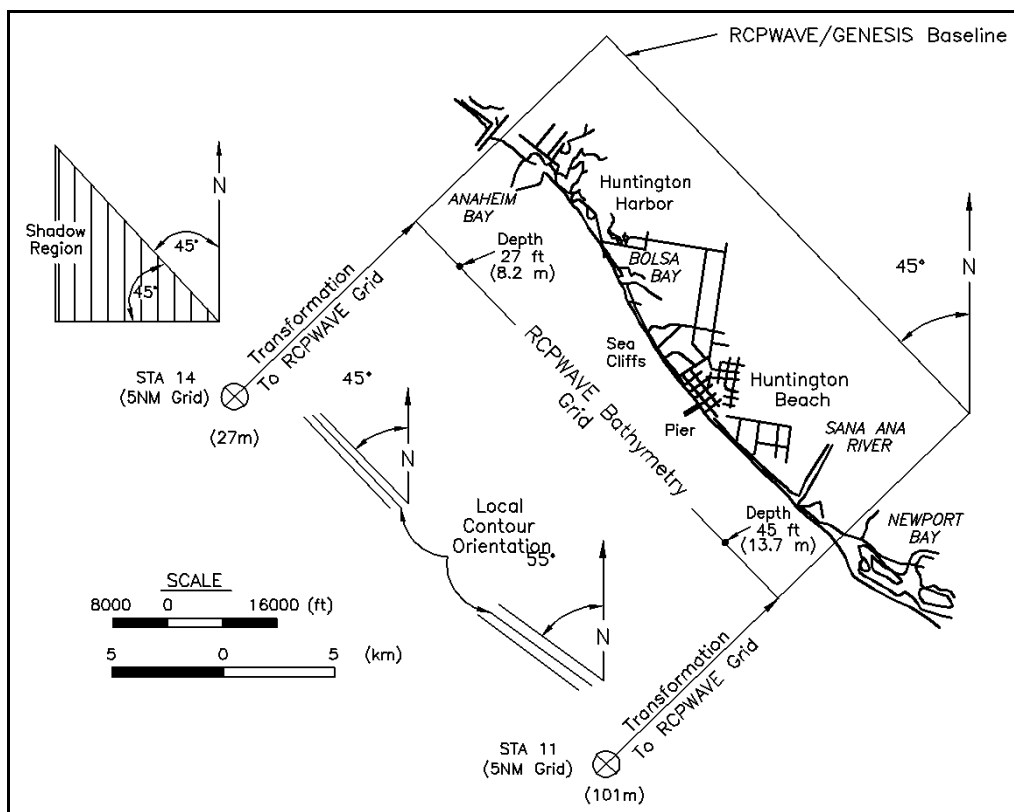 RCPWAVE/GENESIS Baseline
N
Shadow
Region
45°
45°
ANAHEIM
BAY
Huntington
Harbor
Depth
27 ft
(8.2 m)
BOLSA
BAY
45°
N
Transformation
To RCPWAVE Grid
STA 14
(5NM Grid)
(27m)
RCPWAVE Bathymetry
Grid
Sea
Cliffs
Huntington
Beach
Pier
SANA ANA
RIVER
45°
N
Local
Contour
Orientation
55°
N
Depth
45 ft
(13.7 m)
NEWPORT
BAY
SCALE
8000 0 16000 (ft)
5 0 5 (km)
Transformation
To RCPWAVE Grid
STA 11
(5NM Grid)
(101m)